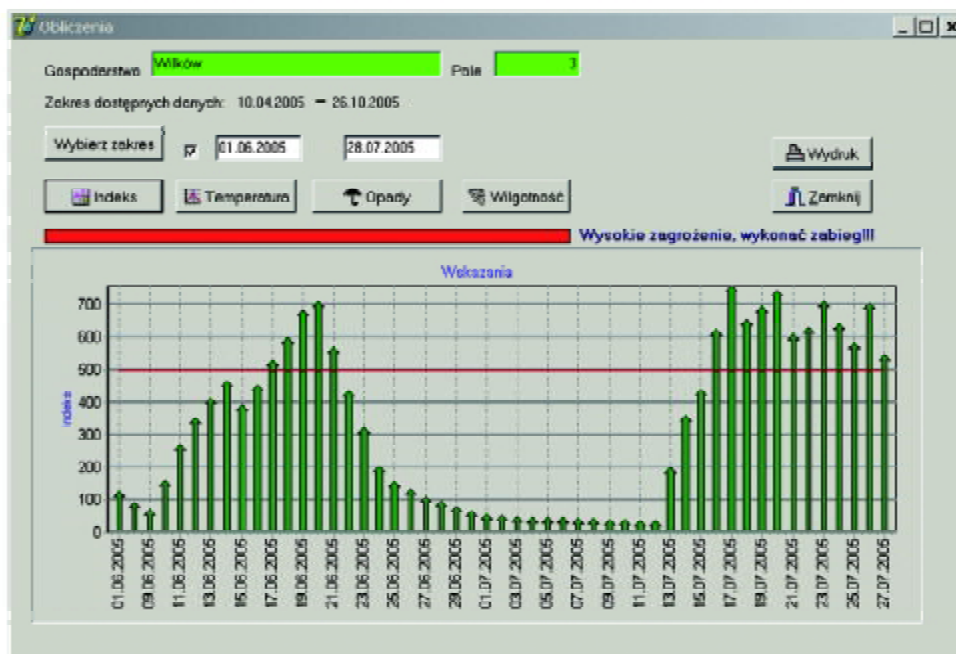 Obliczenia
Gospodarstwo Wilków Pole 3
Zakres dostępnych danych: 10.04.2005 - 26.10.2005
Wybierz zakres 01.06.2005 28.07.2005
Wydruk
Indeks Temperatura Opady Wilgotność Zamknij
Wysokie zagrożenie, wykonać zabieg!!!
Wskazania
700
600
500
400
300
200
100
0
indeks
01.06.2005 09.06.2005 11.06.2005 13.06.2005 15.06.2005 17.06.2005 19.06.2005 21.06.2005 23.06.2005 25.06.2005 27.06.2005 29.06.2005 01.07.2005 03.07.2005 05.07.2005 07.07.2005 09.07.2005 11.07.2005 13.07.2005 15.07.2005 17.07.2005 19.07.2005 21.07.2005 23.07.2005 25.07.2005 27.07.2005